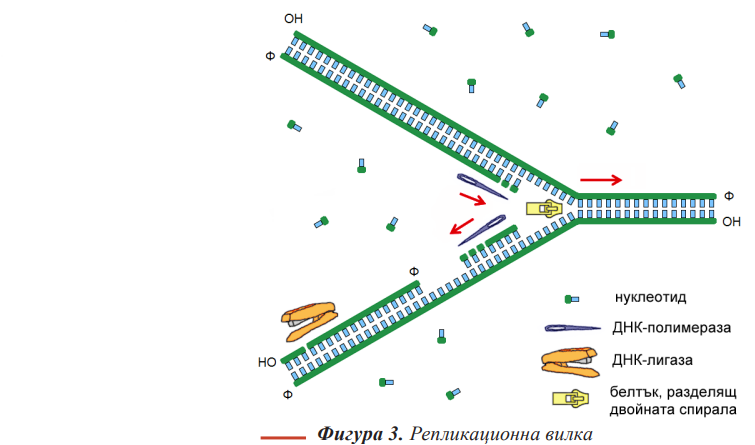 ОН
Ф
Ф
ОН
Ф
НО
Ф
нуклеотид
ДНК-полимераза
ДНК-лигаза
белтък, разделящ
двойната спирала
Фигура 3. Репликационна вилка